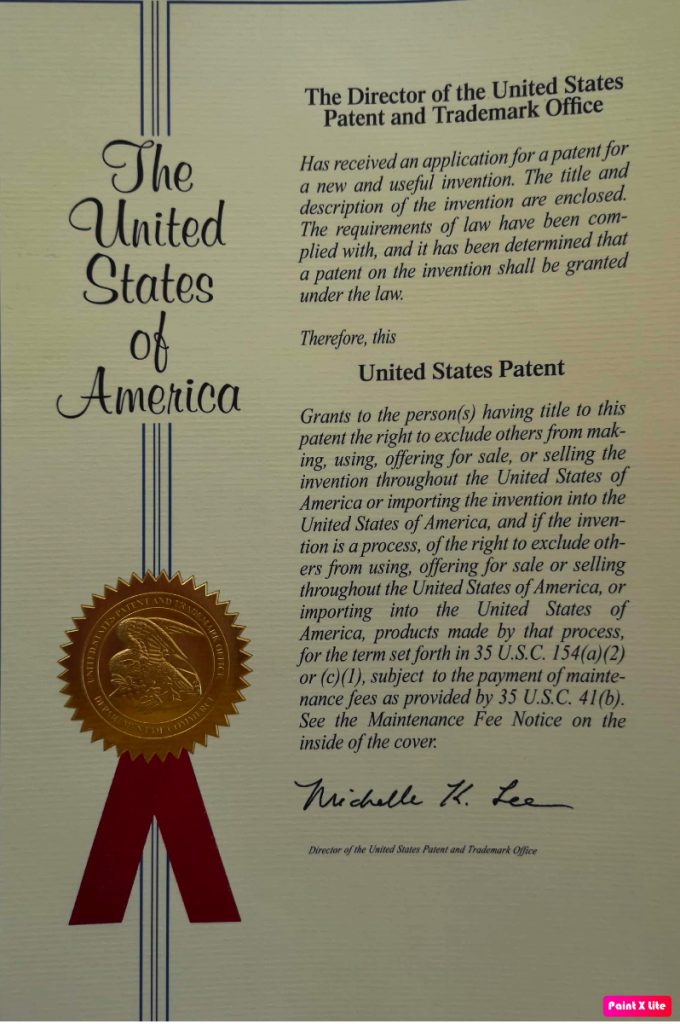 The
United
States
of
America
The Director of the United States
Patent and Trademark Office
Has received an application for a patent for
a new and useful invention. The title and
description of the invention are enclosed.
The requirements of law have been com-
plied with, and it has been determined that
a patent on the invention shall be granted
under the law.
Therefore, this
United States Patent
Grants to the person(s) having title to this
patent the right to exclude others from mak-
ing, using, offering for sale, or selling the
invention throughout the United States of
America or importing the invention into the
United States of America, and if the inven-
tion is a process, of the right to exclude oth-
ers from using, offering for sale or selling
throughout the United States of America, or
importing into the United States of
America, products made by that process,
for the term set forth in 35 U.S.C. 154(a)(2)
or (c)(1), subject to the payment of mainte-
nance fees as provided by 35 U.S.C. 41(b).
See the Maintenance Fee Notice on the
inside of the cover.
UNITED STATES PATENT AND TRADEMARK OFFICE
DEPARTMENT OF COMMERCE
Michelle K. Lee
Director of the United States Patent and Trademark Office
Paint X Lite